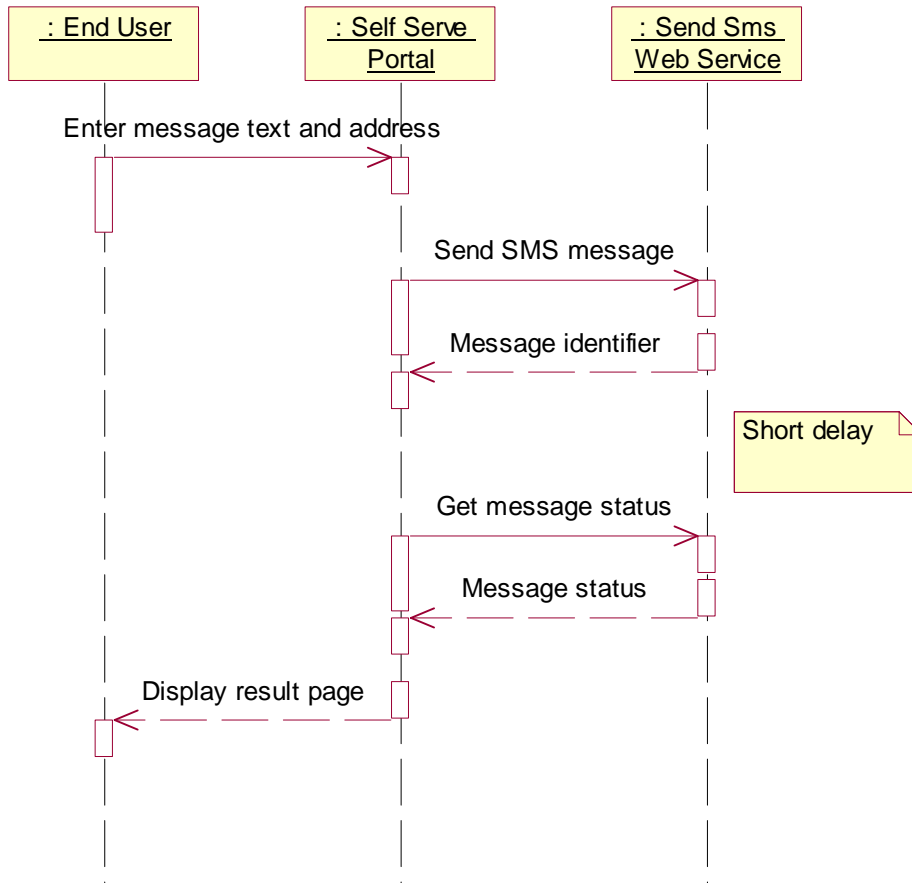 : End User
: Self Serve
Portal
: Send Sms
Web Service
Enter message text and address
Send SMS message
Message identifier
Short delay
Get message status
Message status
Display result page